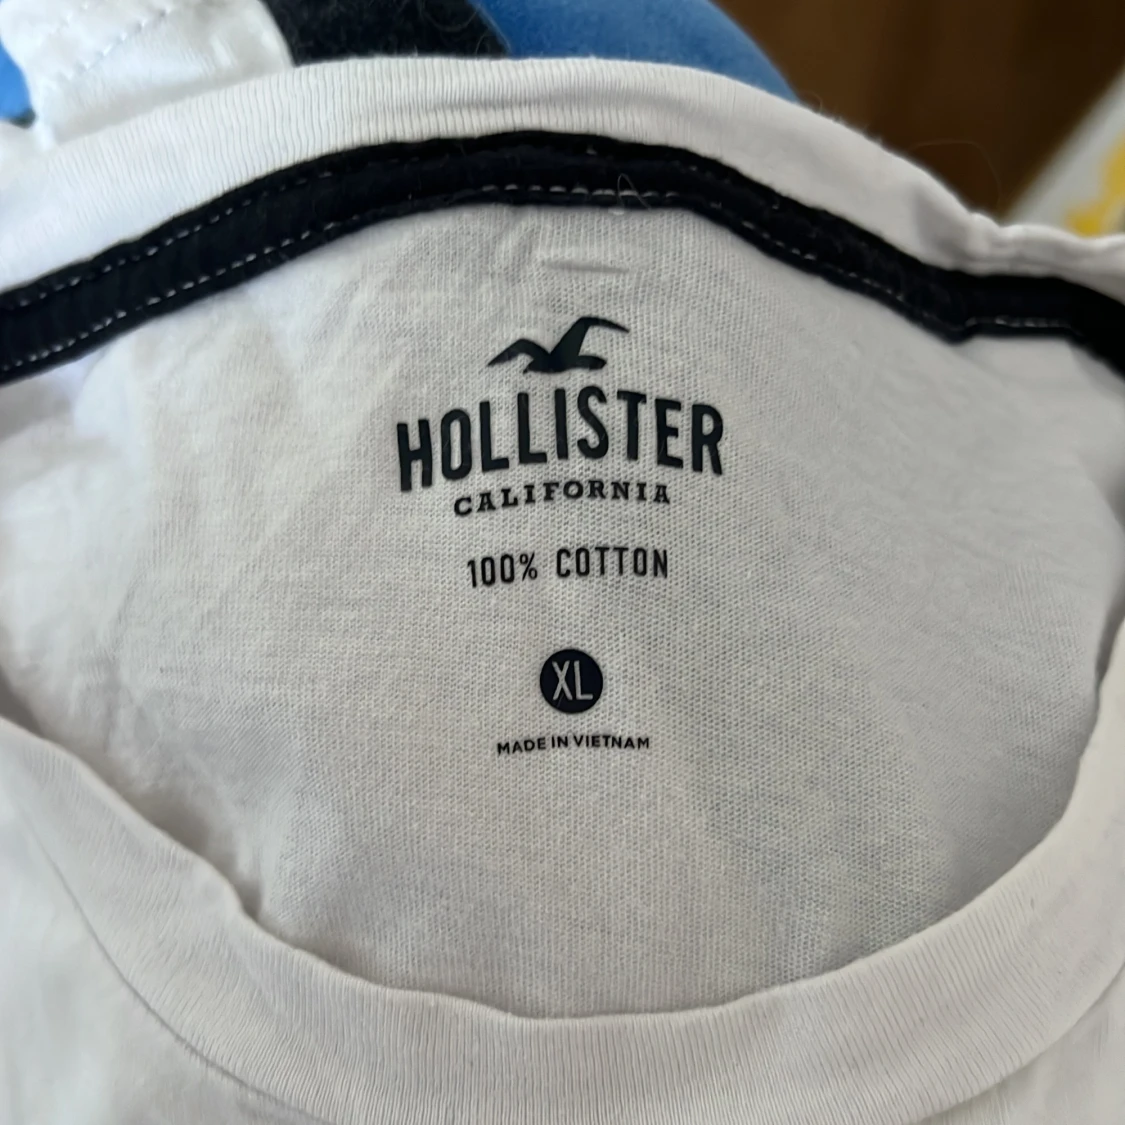 HOLLISTER
CALIFORNIA
100% COTTON
XL
MADE IN VIETNAM